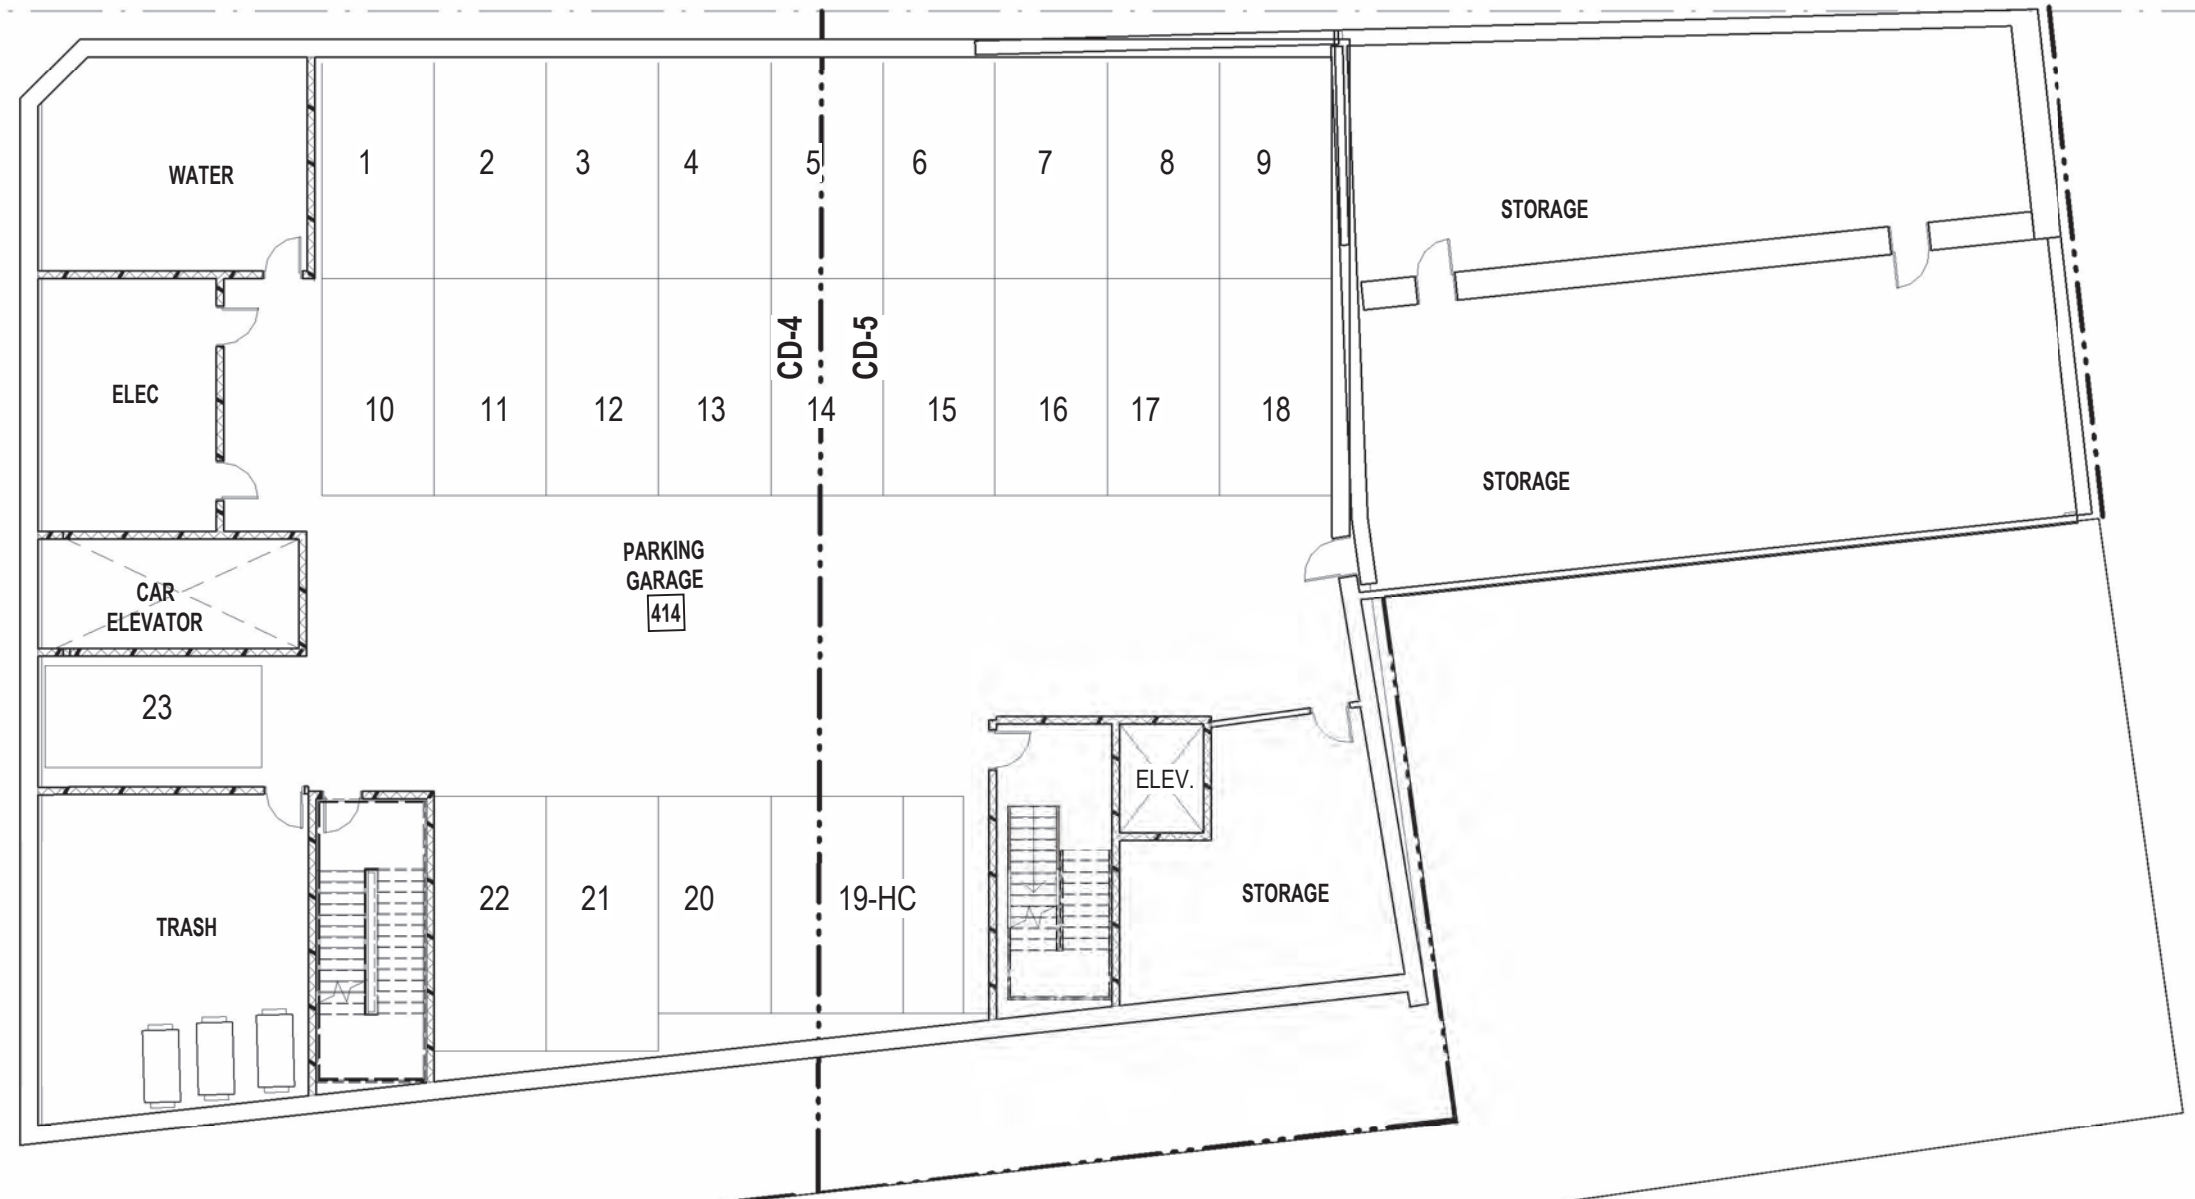 1 2 3 4 5 6 7 8 9
WATER
STORAGE
CD-4 CD-5
ELEC
10 11 12 13 14 15 16 17 18
STORAGE
PARKING
GARAGE
414
CAR
ELEVATOR
23
ELEV.
22 21 20 19-HC
STORAGE
TRASH